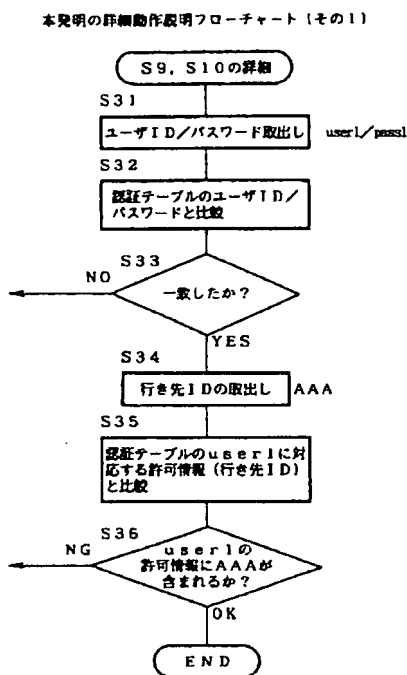 本発明の詳細動作説明フローチャート（その1）
S9，S10の詳細
S31
ユーザID／パスワード取出し user1／pass1
S32
認証テーブルのユーザID／
パスワードと比較
S33
NO
一致したか？
YES
S34
行き先IDの取出し AAA
S35
認証テーブルのuser1に対
応する許可情報（行き先ID）
と比較
S36
NG
user1の
許可情報にAAAが
含まれるか？
OK
END